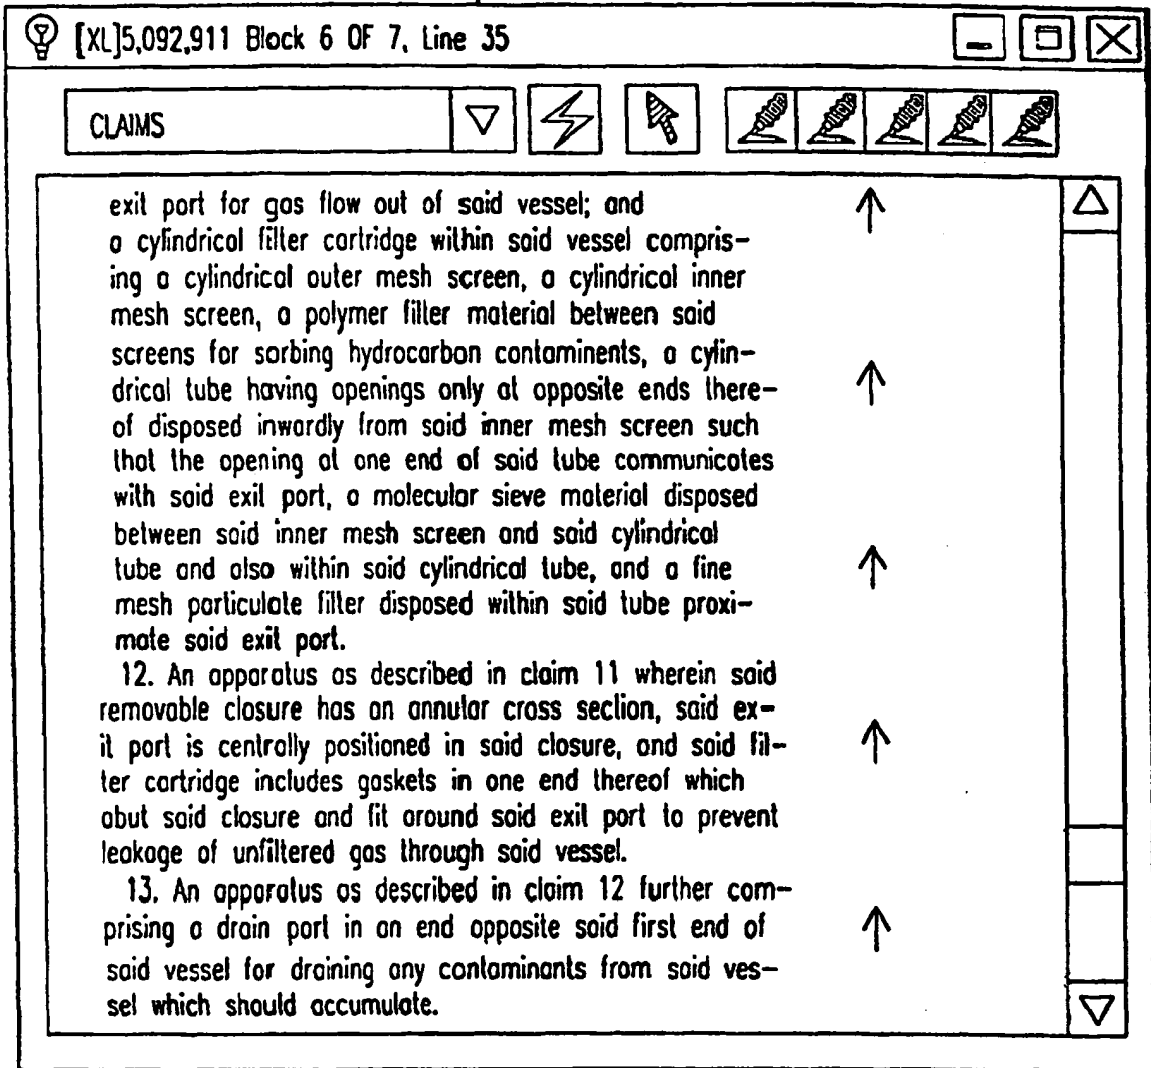 [XL]5,092,911 Block 6 OF 7, Line 35
CLAIMS
exit port for gas flow out of said vessel; and
a cylindrical filter cartridge within said vessel compris-
ing a cylindrical outer mesh screen, a cylindrical inner
mesh screen, a polymer filter material between said
screens for sorbing hydrocarbon contaminents, a cylin-
drical tube having openings only at opposite ends there-
of disposed inwardly from said inner mesh screen such
that the opening at one end of said tube communicates
with said exit port, a molecular sieve material disposed
between said inner mesh screen and said cylindrical
tube and also within said cylindrical tube, and a fine
mesh particulate filter disposed within said tube proxi-
mate said exit port.
12. An apparatus as described in claim 11 wherein said
removable closure has an annular cross section, said ex-
it port is centrally positioned in said closure, and said fil-
ter cartridge includes gaskets in one end thereof which
abut said closure and fit around said exit port to prevent
leakage of unfiltered gas through said vessel.
13. An apparatus as described in claim 12 further com-
prising a drain port in an end opposite said first end of
said vessel for draining any contaminants from said ves-
sel which should accumulate.